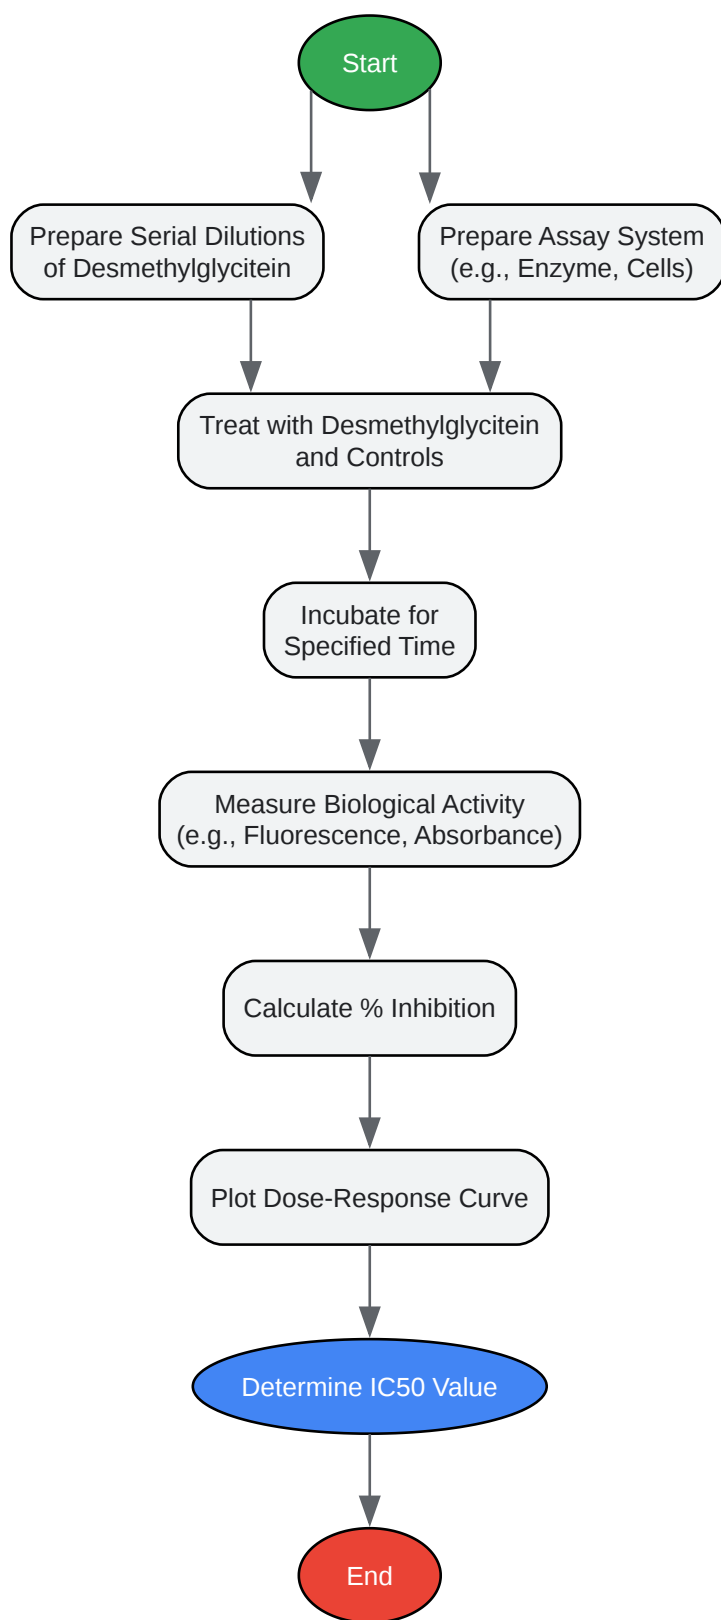 Start
Prepare Serial Dilutions
of Desmethylglycitein
Prepare Assay System
(e.g., Enzyme, Cells)
Treat with Desmethylglycitein
and Controls
Incubate for
Specified Time
Measure Biological Activity
(e.g., Fluorescence, Absorbance)
Calculate % Inhibition
Plot Dose-Response Curve
Determine IC50 Value
End